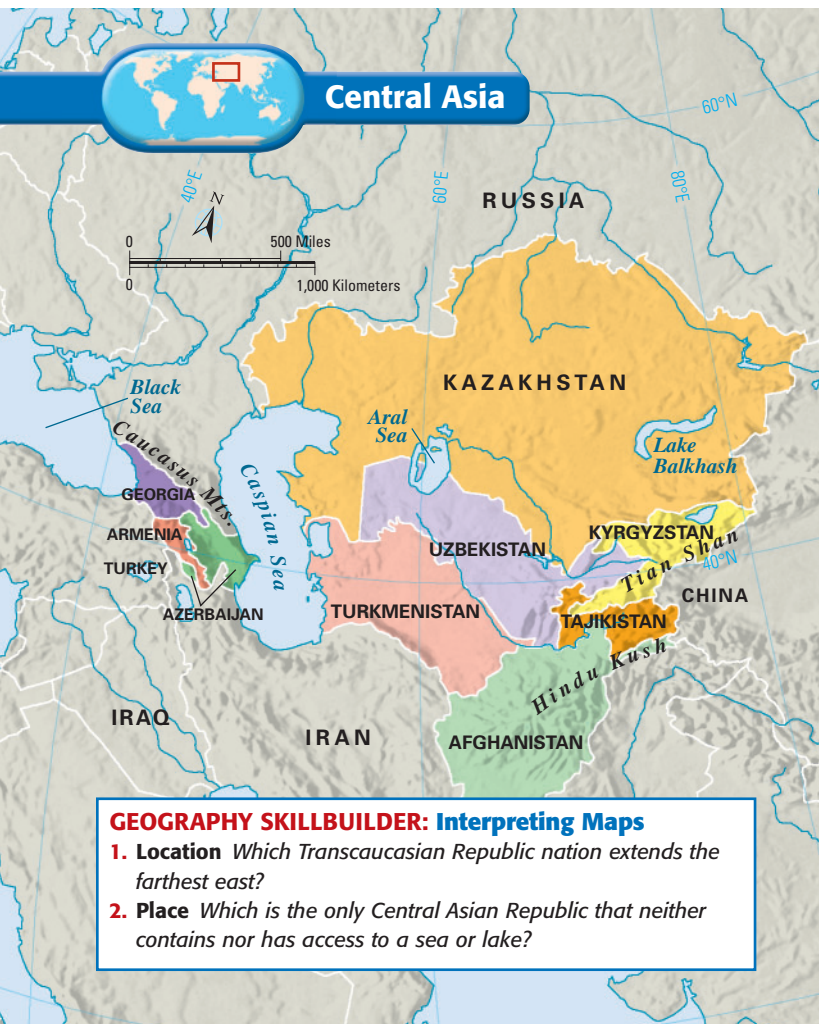 Central Asia
60°N
40°E
60°E
80°E
N
RUSSIA
0
500 Miles
0
1,000 Kilometers
KAZAKHSTAN
Black
Sea
Aral
Sea
Lake
Balkhash
Caucasus Mts.
Caspian Sea
GEORGIA
ARMENIA
TURKEY
AZERBAIJAN
UZBEKISTAN
KYRGYZSTAN
Tian Shan
40°N
CHINA
TURKMENISTAN
TAJIKISTAN
Hindu Kush
IRAQ
IRAN
AFGHANISTAN
GEOGRAPHY SKILLBUILDER: Interpreting Maps
1. Location Which Transcaucasian Republic nation extends the
farthest east?
2. Place Which is the only Central Asian Republic that neither
contains nor has access to a sea or lake?